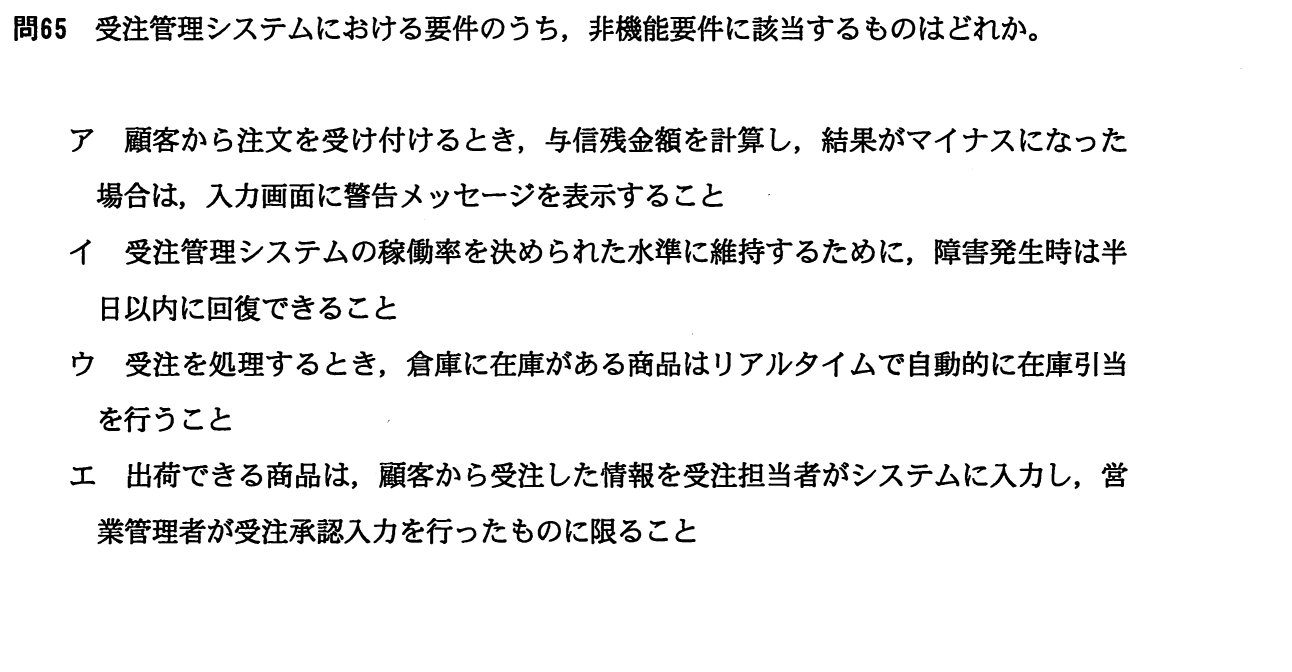 問65　受注管理システムにおける要件のうち，非機能要件に該当するものはどれか。
ア　顧客から注文を受け付けるとき，与信残金額を計算し，結果がマイナスになった
場合は，入力画面に警告メッセージを表示すること
イ　受注管理システムの稼働率を決められた水準に維持するために，障害発生時は半
日以内に回復できること
ウ　受注を処理するとき，倉庫に在庫がある商品はリアルタイムで自動的に在庫引当
を行うこと
エ　出荷できる商品は，顧客から受注した情報を受注担当者がシステムに入力し，営
業管理者が受注承認入力を行ったものに限ること